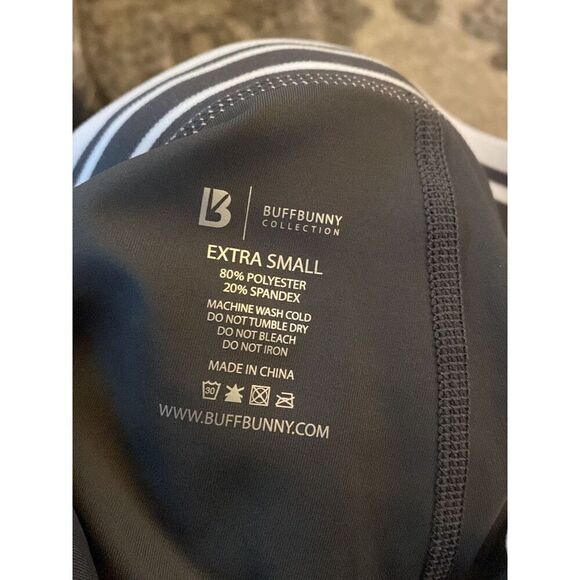 BUFFBUNNY
COLLECTION
EXTRA SMALL
80% POLYESTER
20% SPANDEX
MACHINE WASH COLD
DO NOT TUMBLE DRY
DO NOT BLEACH
DO NOT IRON
MADE IN CHINA
30
WWW.BUFFBUNNY.COM